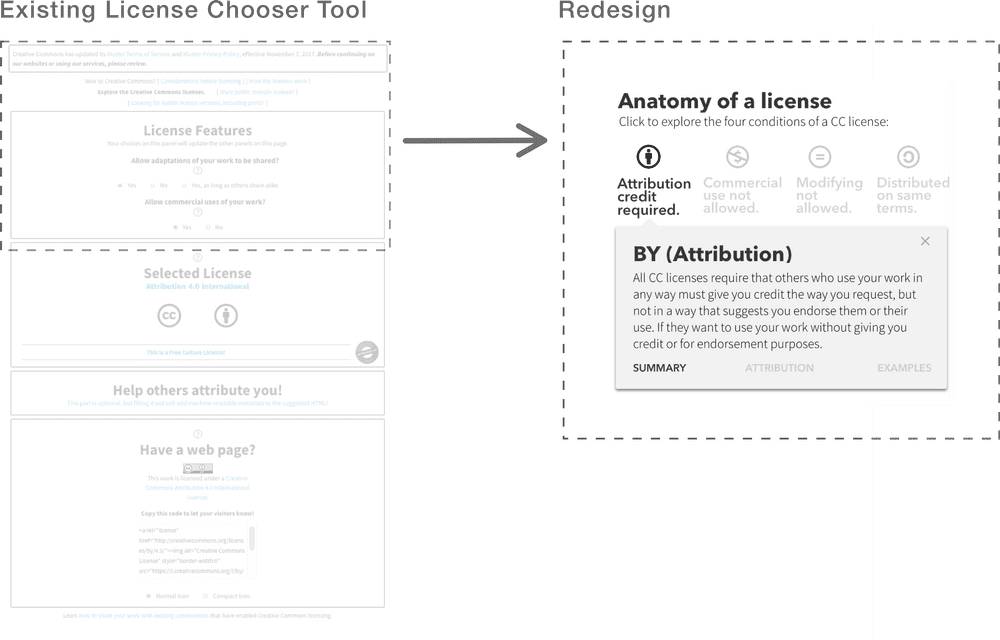 Existing License Chooser Tool
Creative Commons has updated its Master Terms of Service and Master Privacy Policy, effective November 7, 2017. Before continuing on
our websites or using our services, please review.
New to Creative Commons? [ Considerations before licensing ] [ How the licenses work ]
Explore the Creative Commons licenses. [ Want public domain instead? ]
[ Looking for earlier license versions, including ports? ]
License Features
Your choices on this panel will update the other panels on this page.
Allow adaptations of your work to be shared?
?
Yes No Yes, as long as others share alike
Allow commercial uses of your work?
?
Yes No
?
Selected License
Attribution 4.0 International
cc
This is a Free Culture License!
Help others attribute you!
This part is optional, but filling it out will add machine-readable metadata to the suggested HTML!
?
Have a web page?
This work is licensed under a Creative
Commons Attribution 4.0 International
License.
Copy this code to let your visitors know!
<a rel="license"
href="http://creativecommons.org/licens
es/by/4.0/"><img alt="Creative Commons
License" style="border-width:0"
src="https://i.creativecommons.org/l/by/
Normal Icon Compact Icon
Learn how to share your work with existing communities that have enabled Creative Commons licensing.
Redesign
Anatomy of a license
Click to explore the four conditions of a CC license:
$
=
Attribution
credit
required.
Commercial
use not
allowed.
Modifying
not
allowed.
Distributed
on same
terms.
BY (Attribution)
All CC licenses require that others who use your work in
any way must give you credit the way you request, but
not in a way that suggests you endorse them or their
use. If they want to use your work without giving you
credit or for endorsement purposes.
SUMMARY ATTRIBUTION EXAMPLES